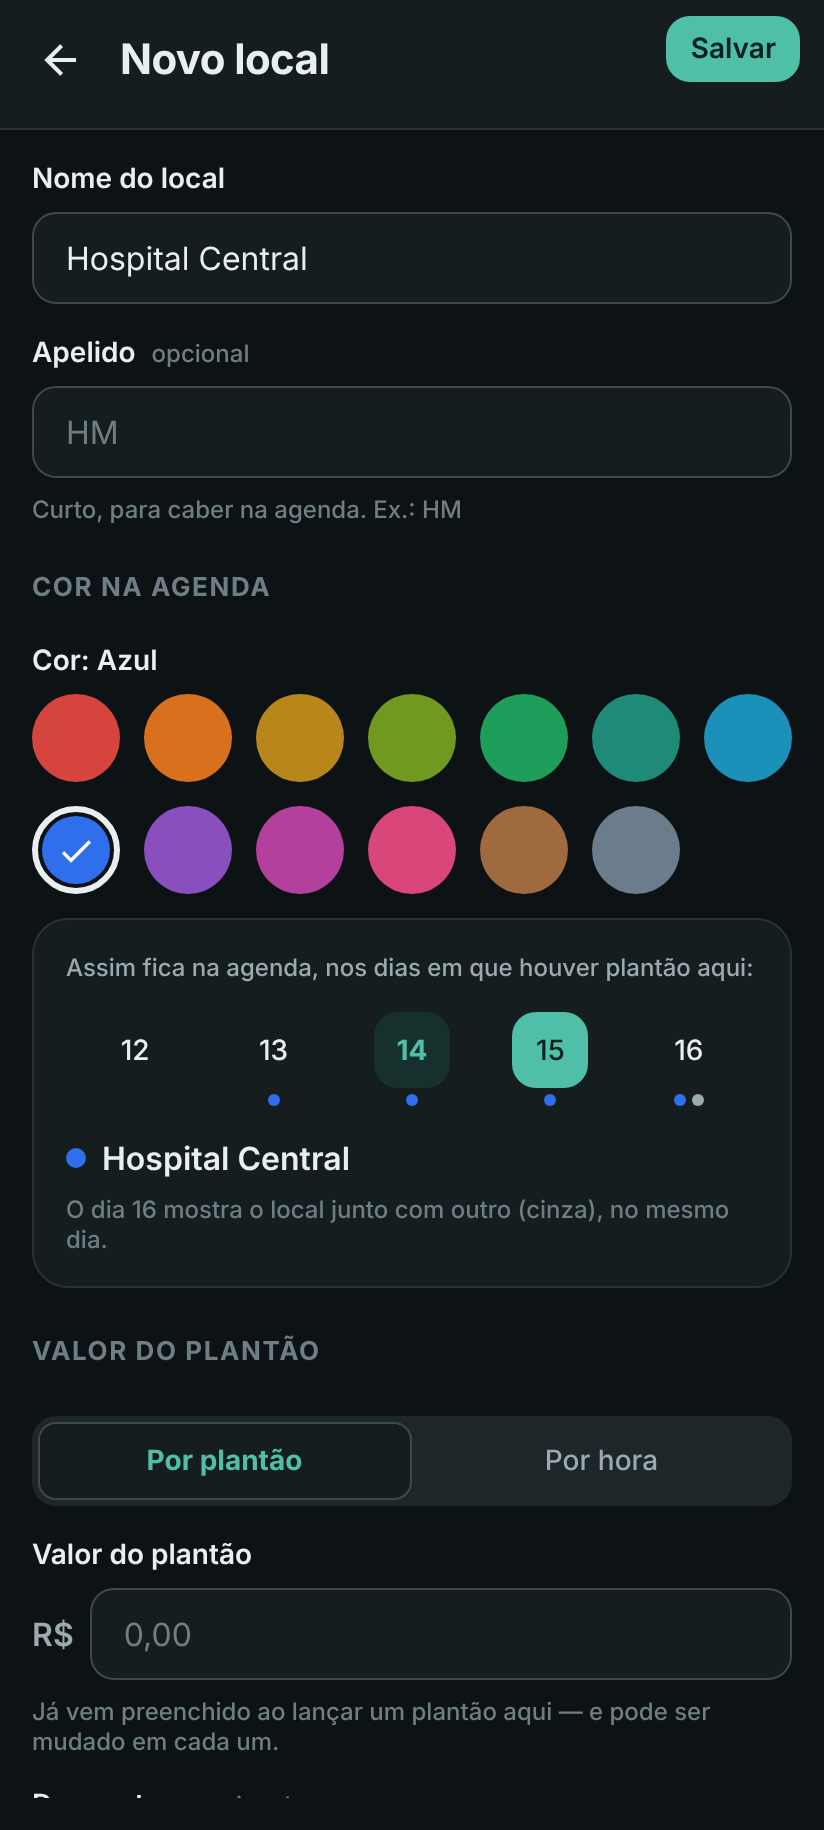 Novo local
Salvar
Nome do local
Hospital Central
Apelido opcional
HM
Curto, para caber na agenda. Ex.: HM
COR NA AGENDA
Cor: Azul
Assim fica na agenda, nos dias em que houver plantão aqui:
12 13 14 15 16
Hospital Central
O dia 16 mostra o local junto com outro (cinza), no mesmo
dia.
VALOR DO PLANTÃO
Por plantão Por hora
Valor do plantão
R$ 0,00
Já vem preenchido ao lançar um plantão aqui — e pode ser
mudado em cada um.